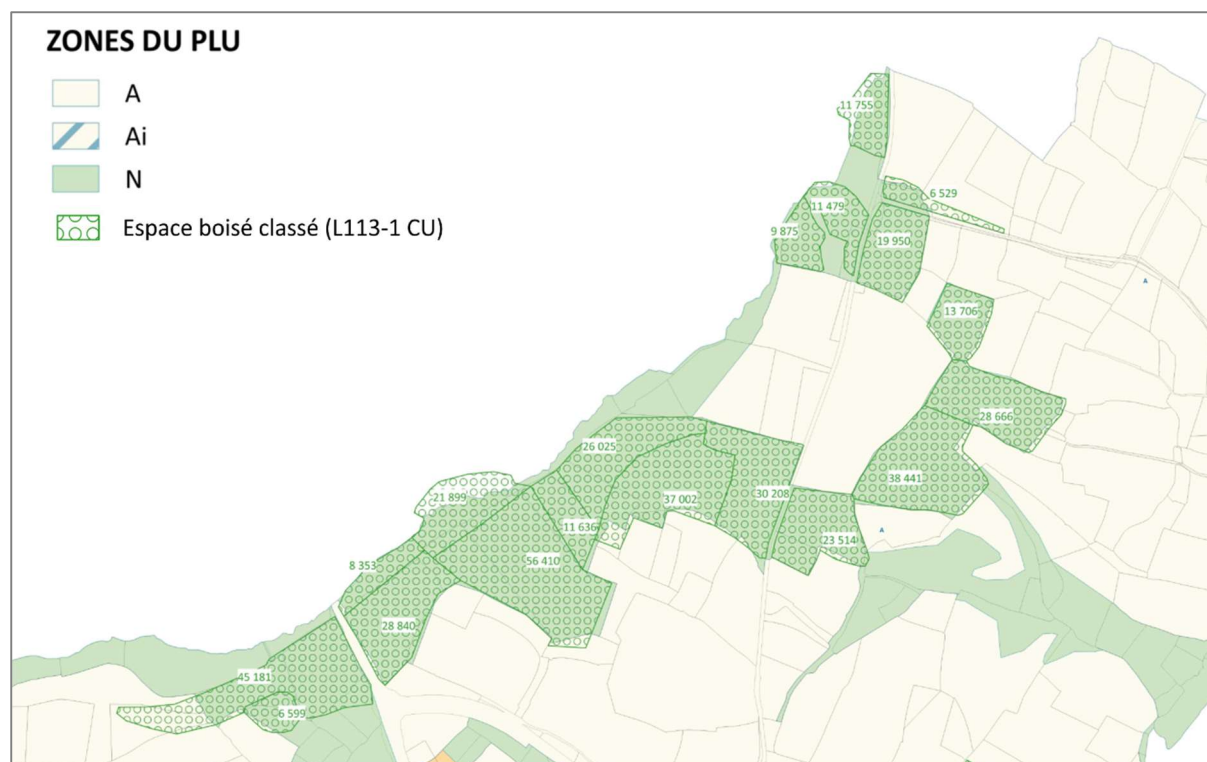 ZONES DU PLU
A
Ai
N
Espace boisé classé (L113-1 CU)
11 755
6 529
11 479
9 875
19 950
A
13 706
28 666
26 025
38 441
21 899
37 002
30 208
11 636
A
23 514
56 410
8 353
28 840
45 181
6 599